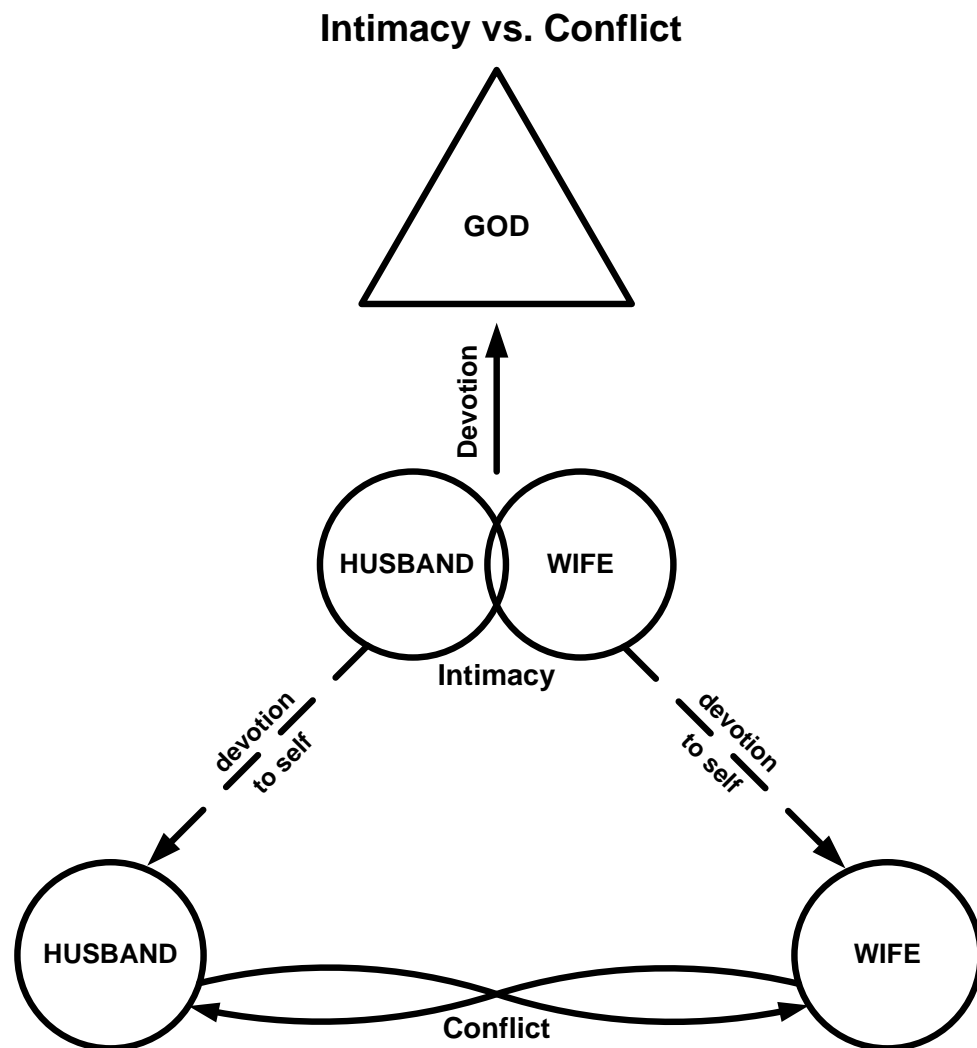 Intimacy vs. Conflict
GOD
Devotion
HUSBAND
WIFE
Intimacy
devotion
to self
devotion
to self
HUSBAND
WIFE
Conflict